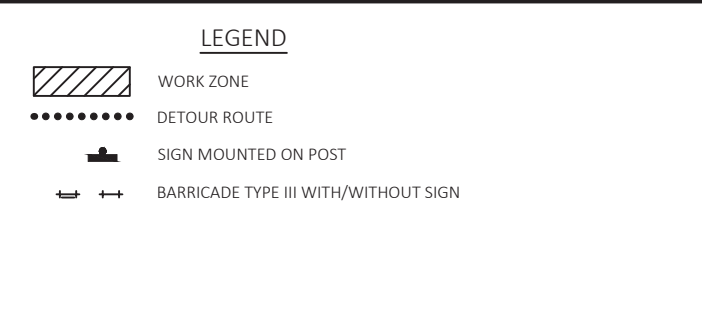 LEGEND
WORK ZONE
DETOUR ROUTE
SIGN MOUNTED ON POST
BARRICADE TYPE III WITH/WITHOUT SIGN